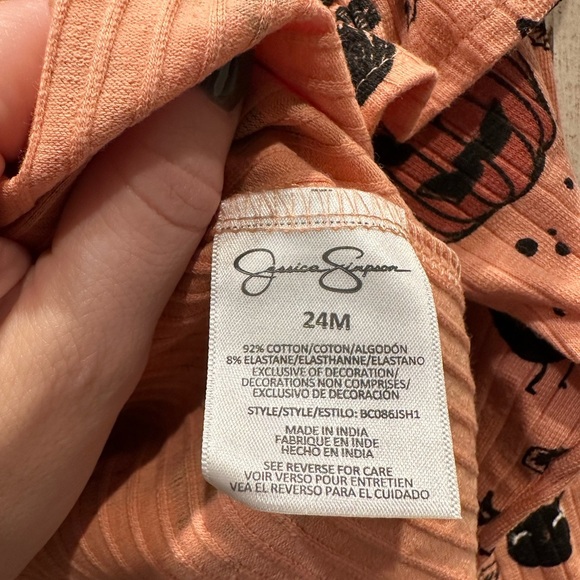 Jessica Simpson
24M
92% COTTON/COTON/ALGODÓN
8% ELASTANE/ELASTHANNE/ELASTANO
EXCLUSIVE OF DECORATION/
DECORATIONS NON COMPRISES/
EXCLUSIVO DE DECORACIÓN
STYLE/STYLE/ESTILO: BC086JSH1
MADE IN INDIA
FABRIQUE EN INDE
HECHO EN INDIA
SEE REVERSE FOR CARE
VOIR VERSO POUR ENTRETIEN
VEA EL REVERSO PARA EL CUIDADO